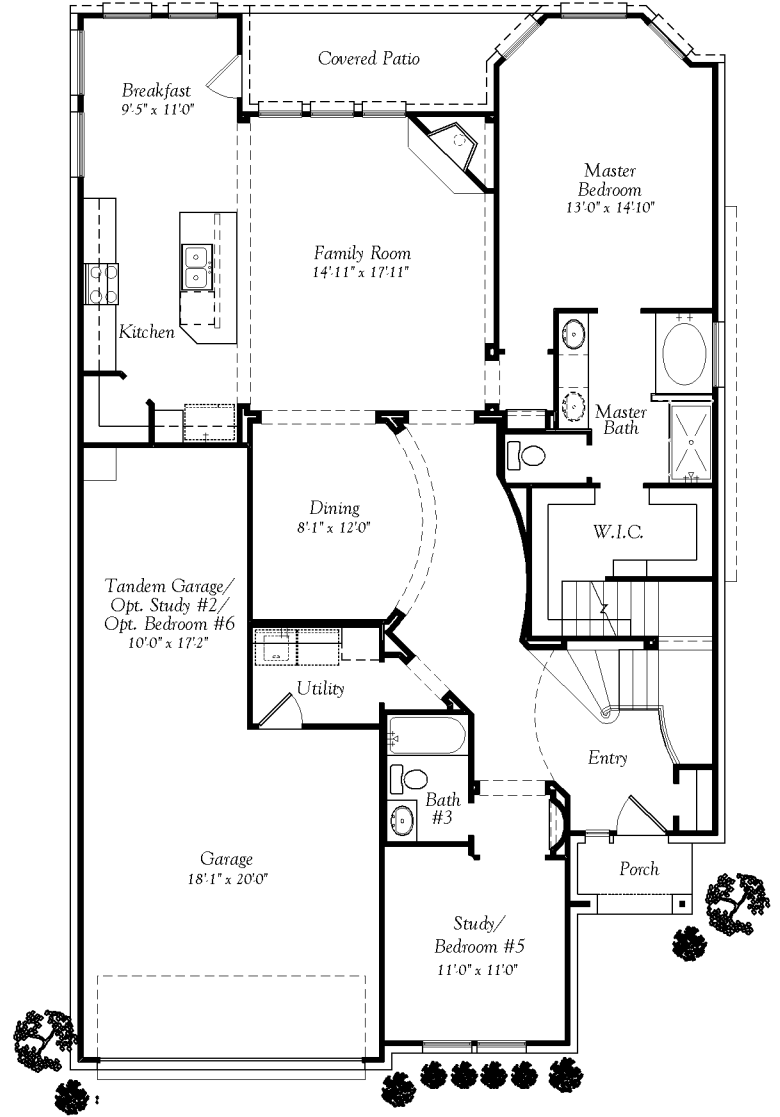 Covered Patio
Breakfast
9'-5" x 11'0"
Master
Bedroom
13'-0" x 14'-10"
Family Room
14'-11" x 17'-11"
Kitchen
Master
Bath
Dining
8'-1" x 12'-0"
W.I.C.
Tandem Garage/
Opt. Study #2/
Opt. Bedroom #6
10'-0" x 17'-2"
Utility
Entry
Bath
#3
Garage
18'-1" x 20'-0"
Porch
Study/
Bedroom #5
11'-0" x 11'-0"